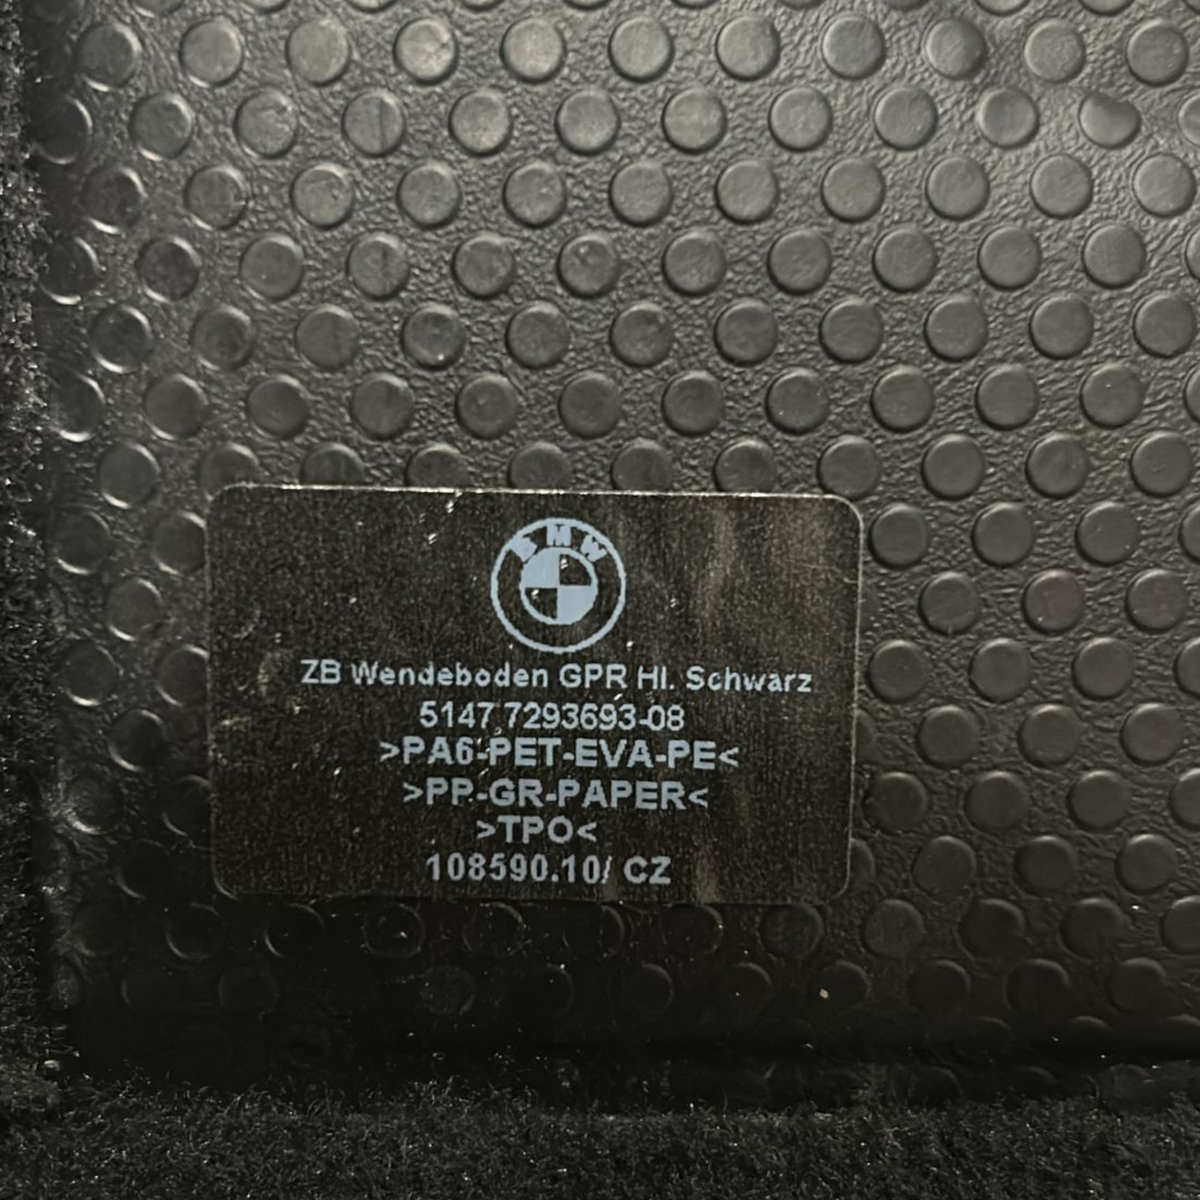 BMW
ZB Wendeboden GPR HI. Schwarz
5147 7293693-08
>PA6-PET-EVA-PE<
>PP-GR-PAPER<
>TPO<
108590.10/ CZ